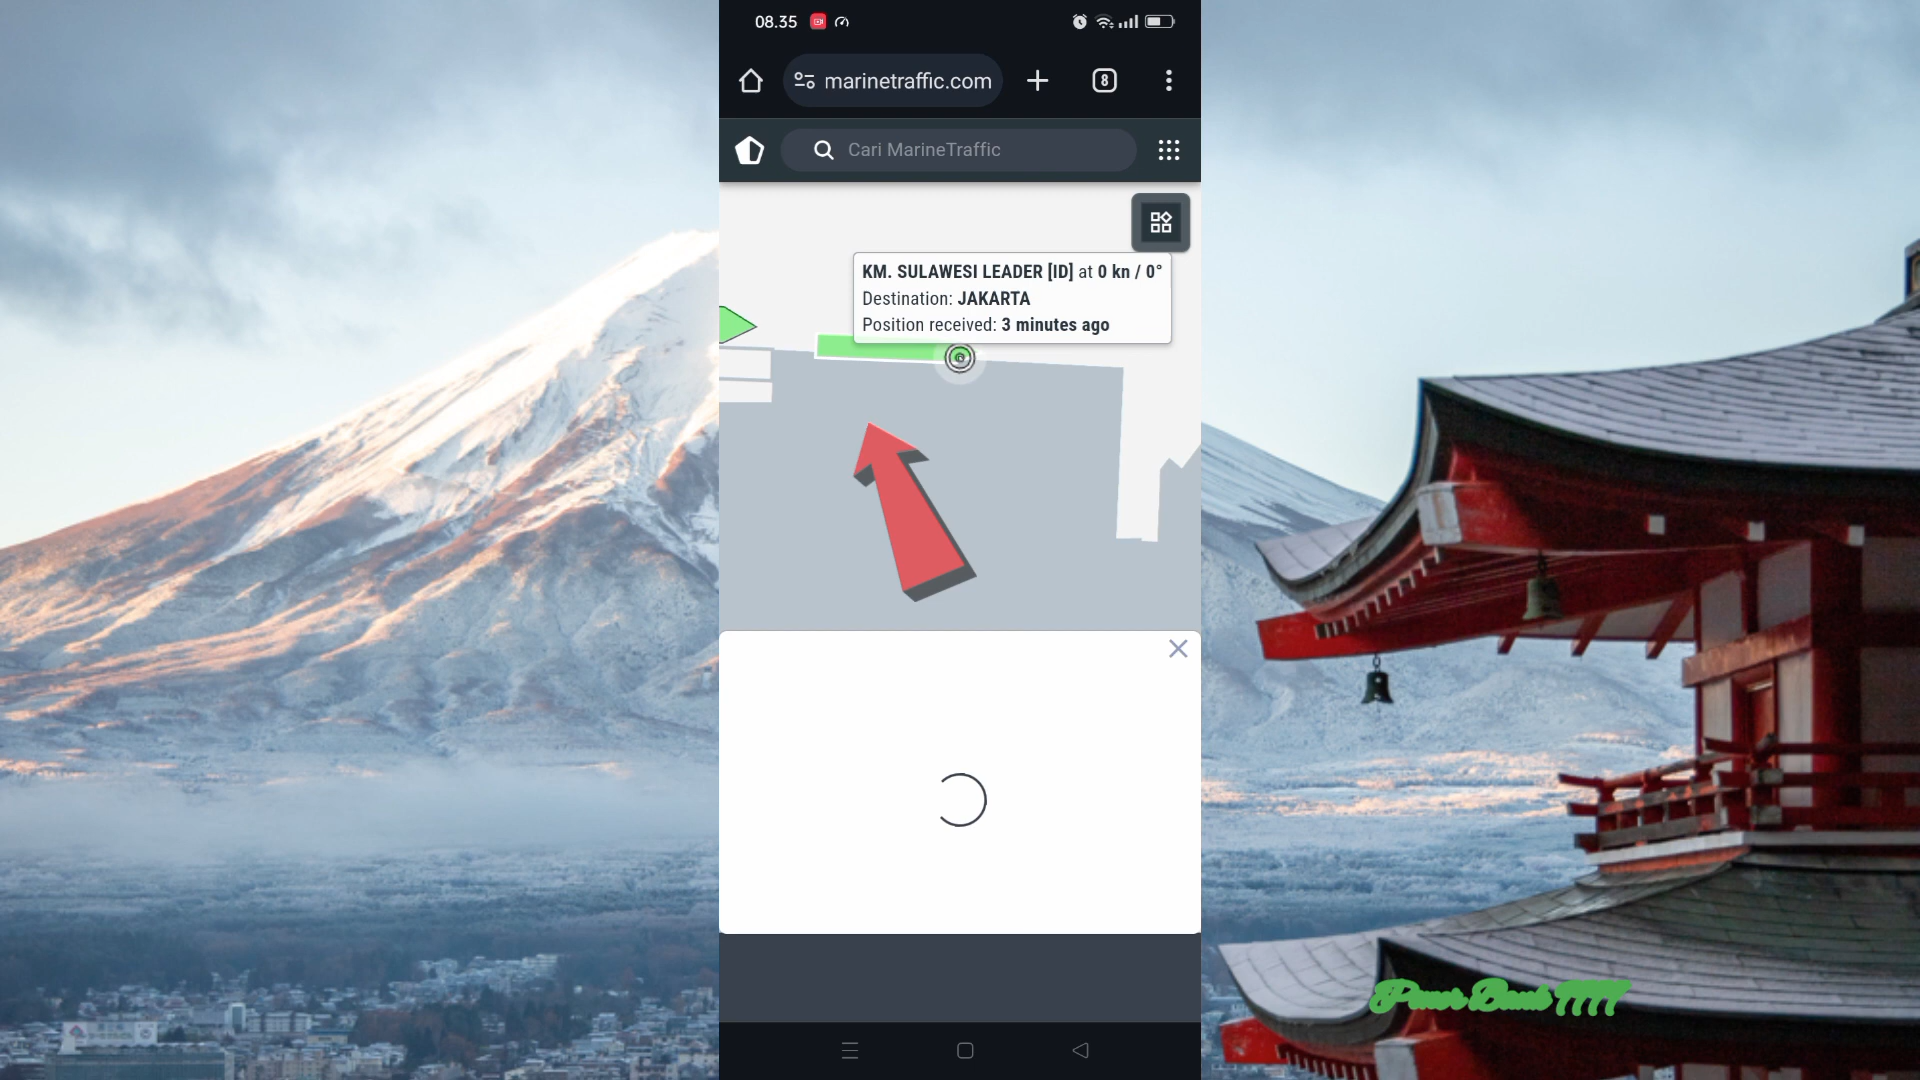 08.35
marinetraffic.com
8
Cari MarineTraffic
KM. SULAWESI LEADER [ID] at 0 kn / 0°
Destination: JAKARTA
Position received: 3 minutes ago
7777